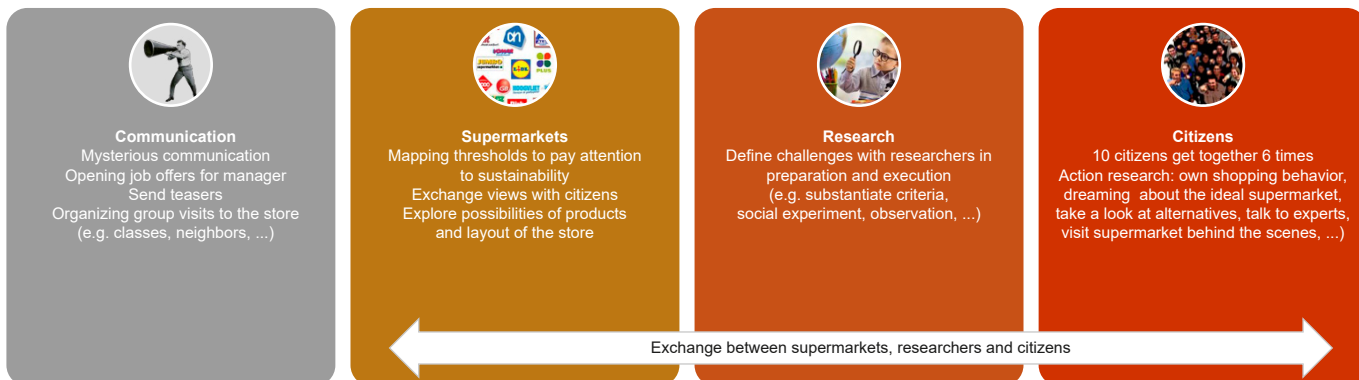 Communication
Mysterious communication
Opening job offers for manager
Send teasers
Organizing group visits to the store
(e.g. classes, neighbors, ...)
JUMBO
LIDL
PLUS
HOOGVLIET
Supermarkets
Mapping thresholds to pay attention
to sustainability
Exchange views with citizens
Explore possibilities of products
and layout of the store
Research
Define challenges with researchers in
preparation and execution
(e.g. substantiate criteria,
social experiment, observation, ...)
Citizens
10 citizens get together 6 times
Action research: own shopping behavior,
dreaming  about the ideal supermarket,
take a look at alternatives, talk to experts,
visit supermarket behind the scenes, ...)
Exchange between supermarkets, researchers and citizens